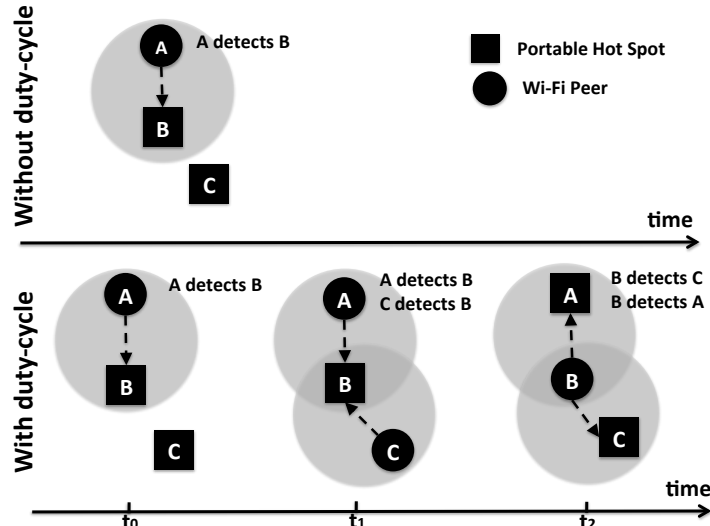 Without duty-cycle
A
A detects B
B
C
Portable Hot Spot
Wi-Fi Peer
time
With duty-cycle
A
A detects B
B
C
A
A detects B
C detects B
B
C
A
B detects C
B detects A
B
C
time
t0
t1
t2